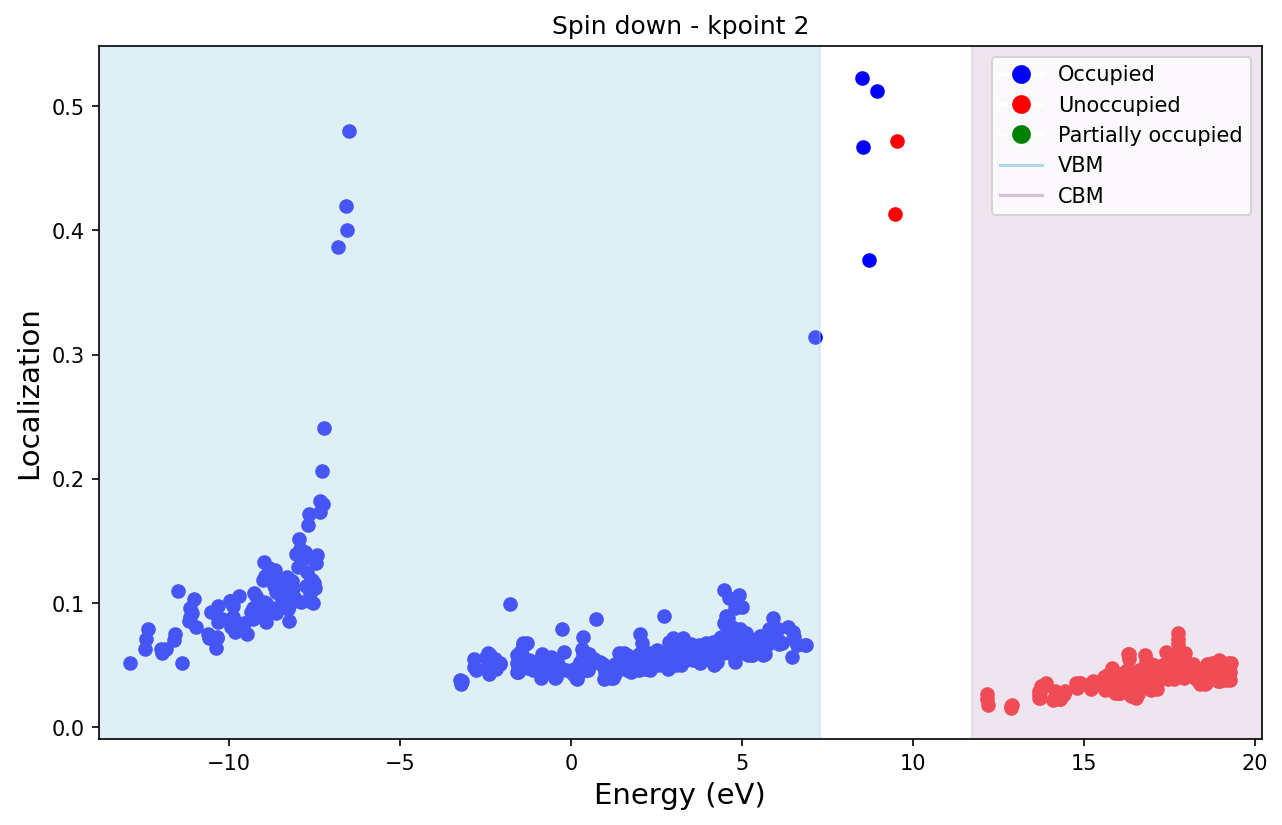 Spin down - kpoint 2
Occupied
Unoccupied
Partially occupied
VBM
CBM
Localization
0.5
0.4
0.3
0.2
0.1
0.0
−10
−5
0
5
10
15
20
Energy (eV)